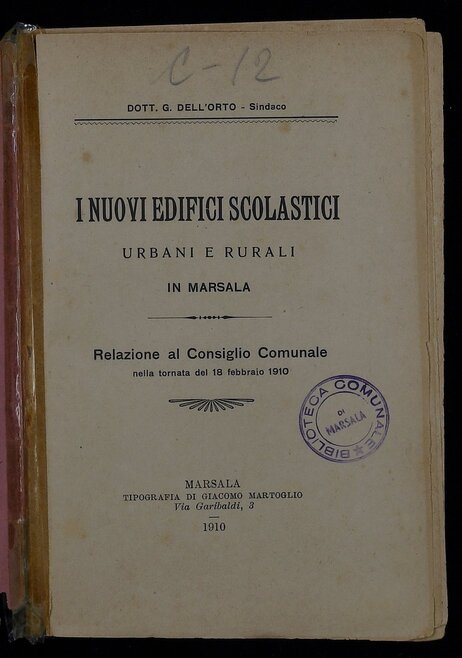 C-12
DOTT. G. DELL'ORTO - Sindaco
I NUOVI EDIFICI SCOLASTICI
URBANI E RURALI
IN MARSALA
Relazione al Consiglio Comunale
nella tornata del 18 febbraio 1910
BIBLIOTECA COMUNALE
DI
MARSALA
MARSALA
TIPOGRAFIA DI GIACOMO MARTOGLIO
Via Garibaldi, 3
1910